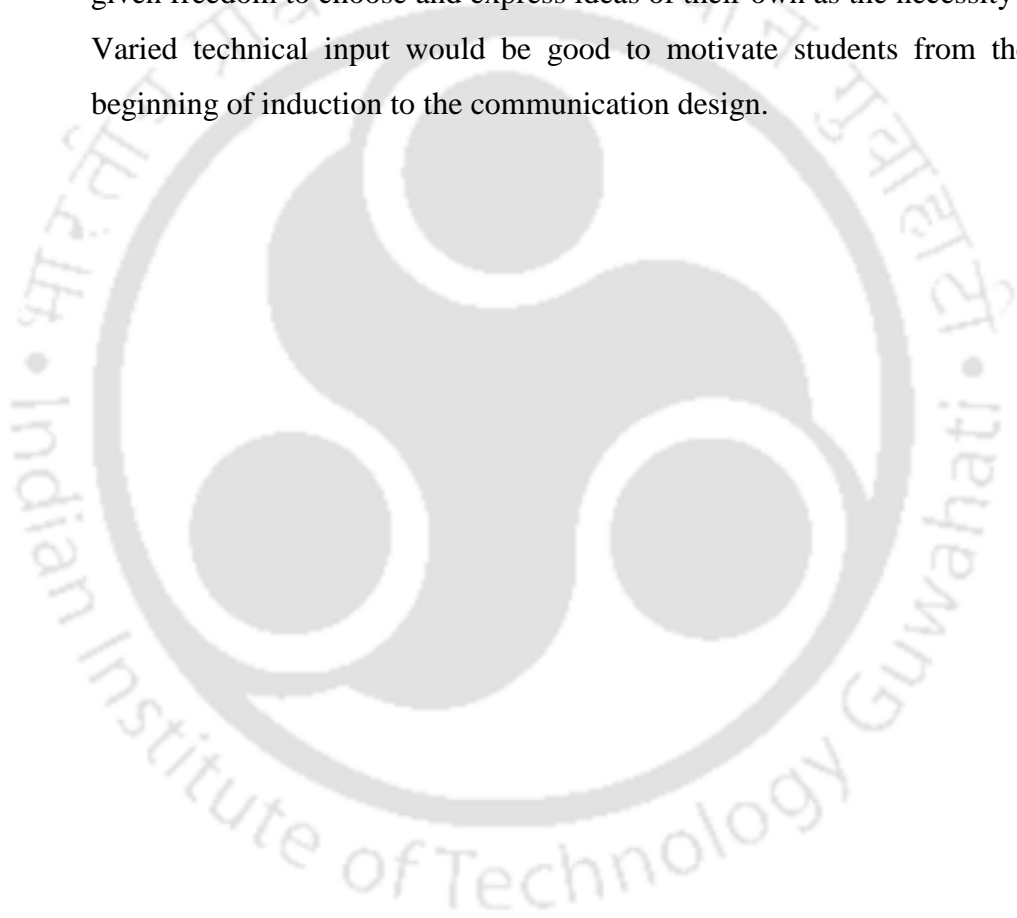 given freedom to choose and express ideas of their own as the necessity
Varied technical input would be good to motivate students from the
beginning of induction to the communication design.
भारतीय
गुवाहाटी
• Indian Institute of Technology Guwahati •